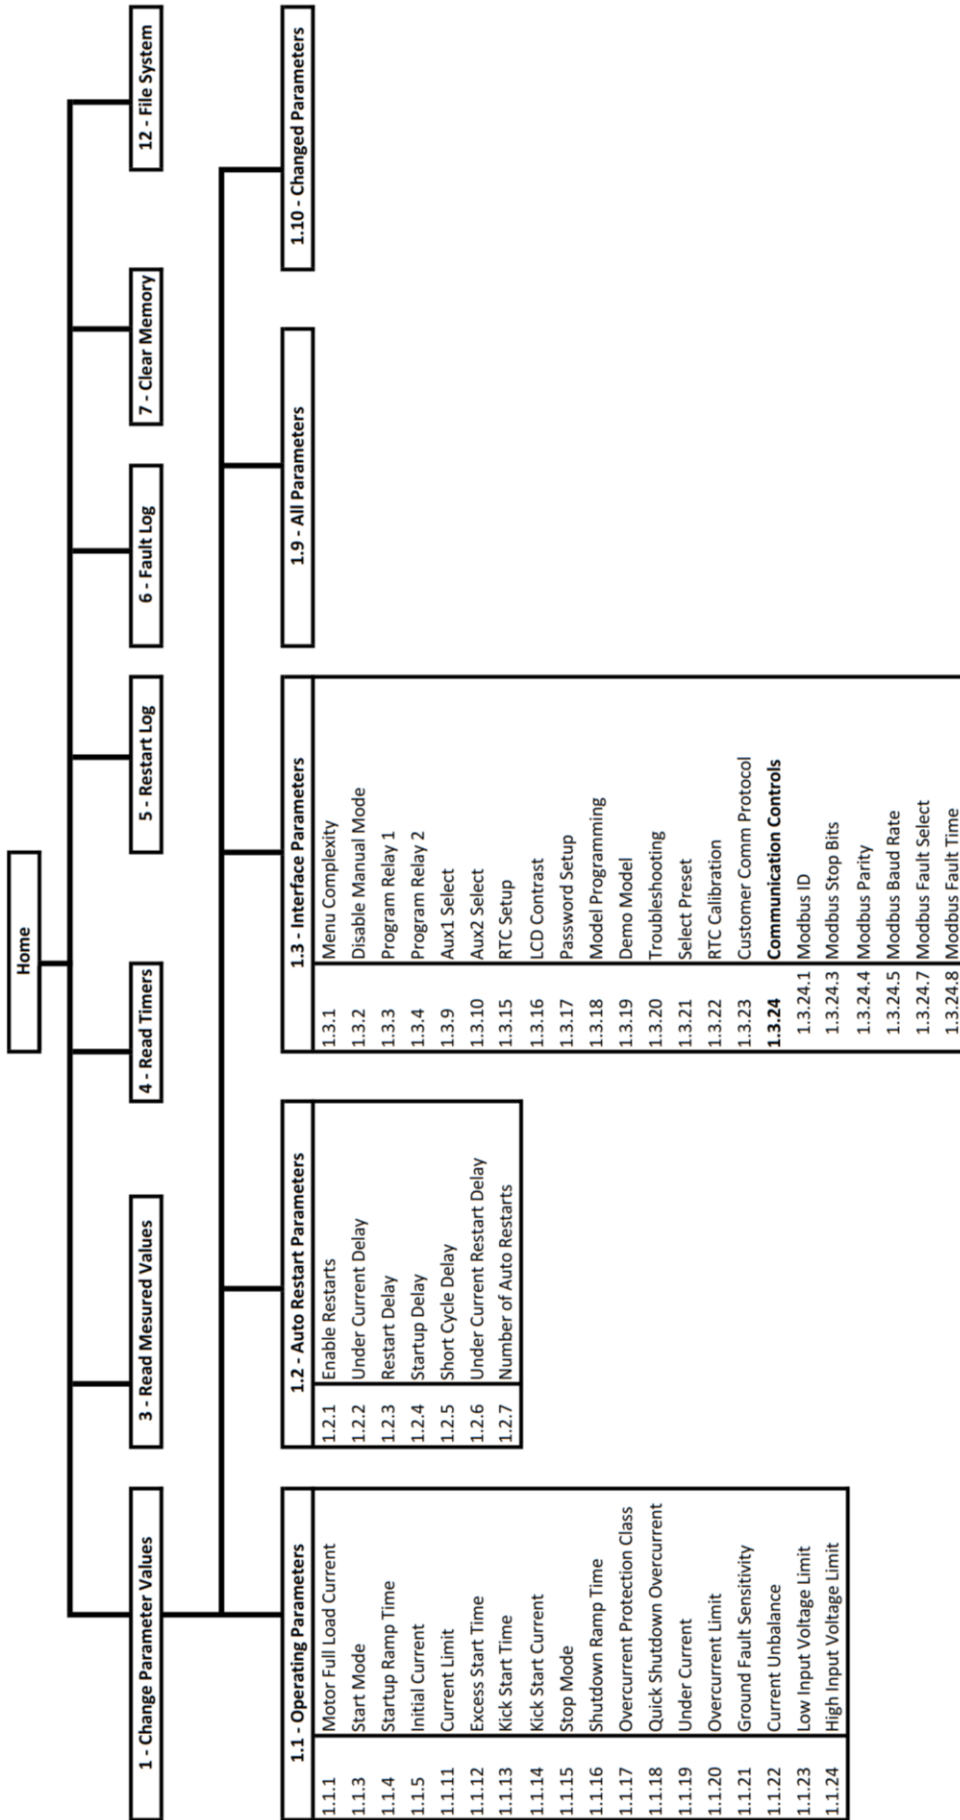 Home
1 - Change Parameter Values
3 - Read Mesured Values
4 - Read Timers
5 - Restart Log
6 - Fault Log
7 - Clear Memory
12 - File System
1.1 - Operating Parameters
1.1.1 Motor Full Load Current
1.1.3 Start Mode
1.1.4 Startup Ramp Time
1.1.5 Initial Current
1.1.11 Current Limit
1.1.12 Excess Start Time
1.1.13 Kick Start Time
1.1.14 Kick Start Current
1.1.15 Stop Mode
1.1.16 Shutdown Ramp Time
1.1.17 Overcurrent Protection Class
1.1.18 Quick Shutdown Overcurrent
1.1.19 Under Current
1.1.20 Overcurrent Limit
1.1.21 Ground Fault Sensitivity
1.1.22 Current Unbalance
1.1.23 Low Input Voltage Limit
1.1.24 High Input Voltage Limit
1.2 - Auto Restart Parameters
1.2.1 Enable Restarts
1.2.2 Under Current Delay
1.2.3 Restart Delay
1.2.4 Startup Delay
1.2.5 Short Cycle Delay
1.2.6 Under Current Restart Delay
1.2.7 Number of Auto Restarts
1.3 - Interface Parameters
1.3.1 Menu Complexity
1.3.2 Disable Manual Mode
1.3.3 Program Relay 1
1.3.4 Program Relay 2
1.3.9 Aux1 Select
1.3.10 Aux2 Select
1.3.15 RTC Setup
1.3.16 LCD Contrast
1.3.17 Password Setup
1.3.18 Model Programming
1.3.19 Demo Model
1.3.20 Troubleshooting
1.3.21 Select Preset
1.3.22 RTC Calibration
1.3.23 Customer Comm Protocol
1.3.24 Communication Controls
1.3.24.1 Modbus ID
1.3.24.3 Modbus Stop Bits
1.3.24.4 Modbus Parity
1.3.24.5 Modbus Baud Rate
1.3.24.7 Modbus Fault Select
1.3.24.8 Modbus Fault Time
1.9 - All Parameters
1.10 - Changed Parameters